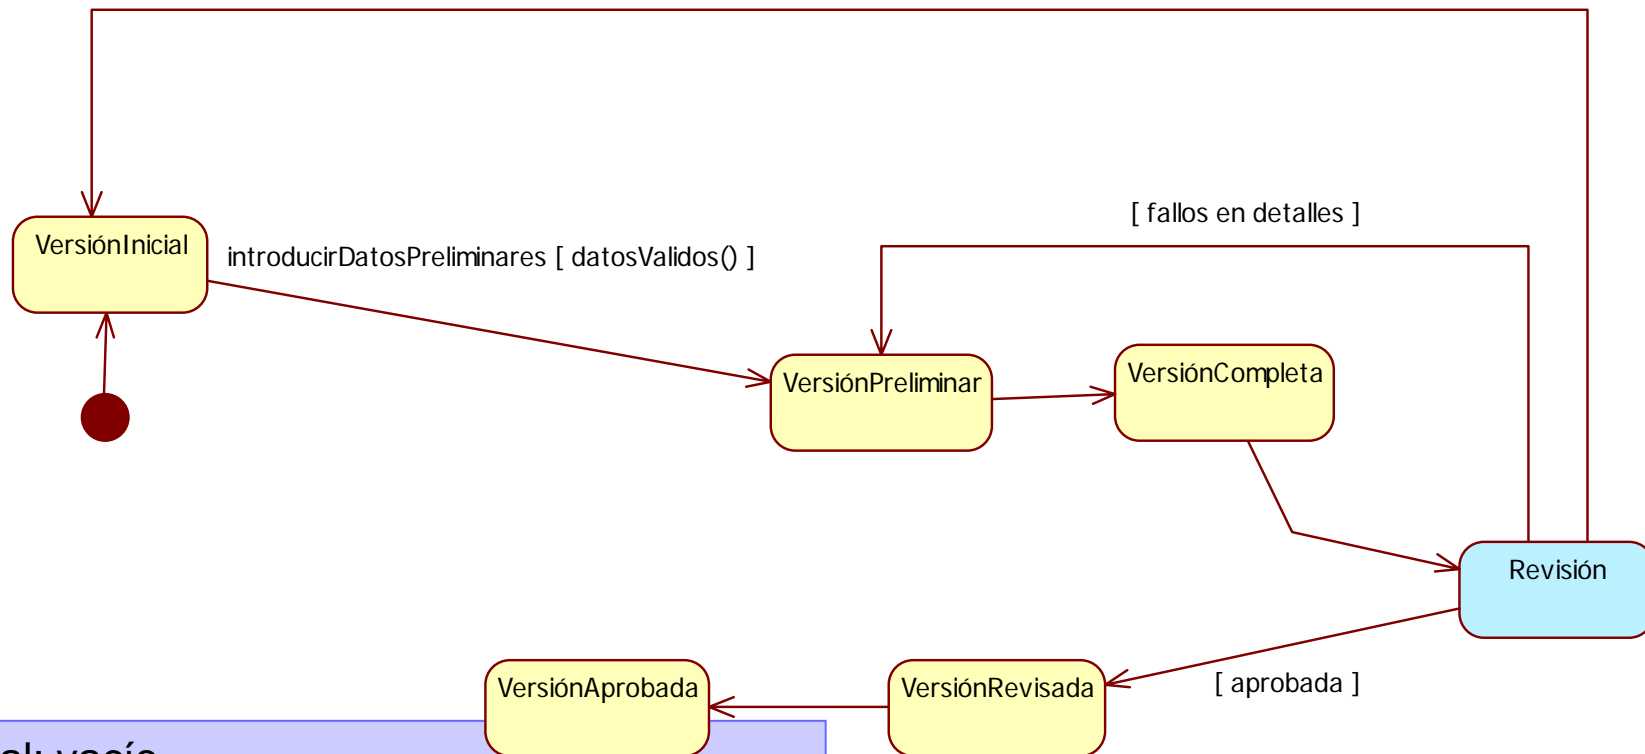 [ fallos en detalles ]
VersiónInicial
introducirDatosPreliminares [ datosValidos() ]
VersiónPreliminar
VersiónCompleta
Revisión
VersiónAprobada
VersiónRevisada
[ aprobada ]